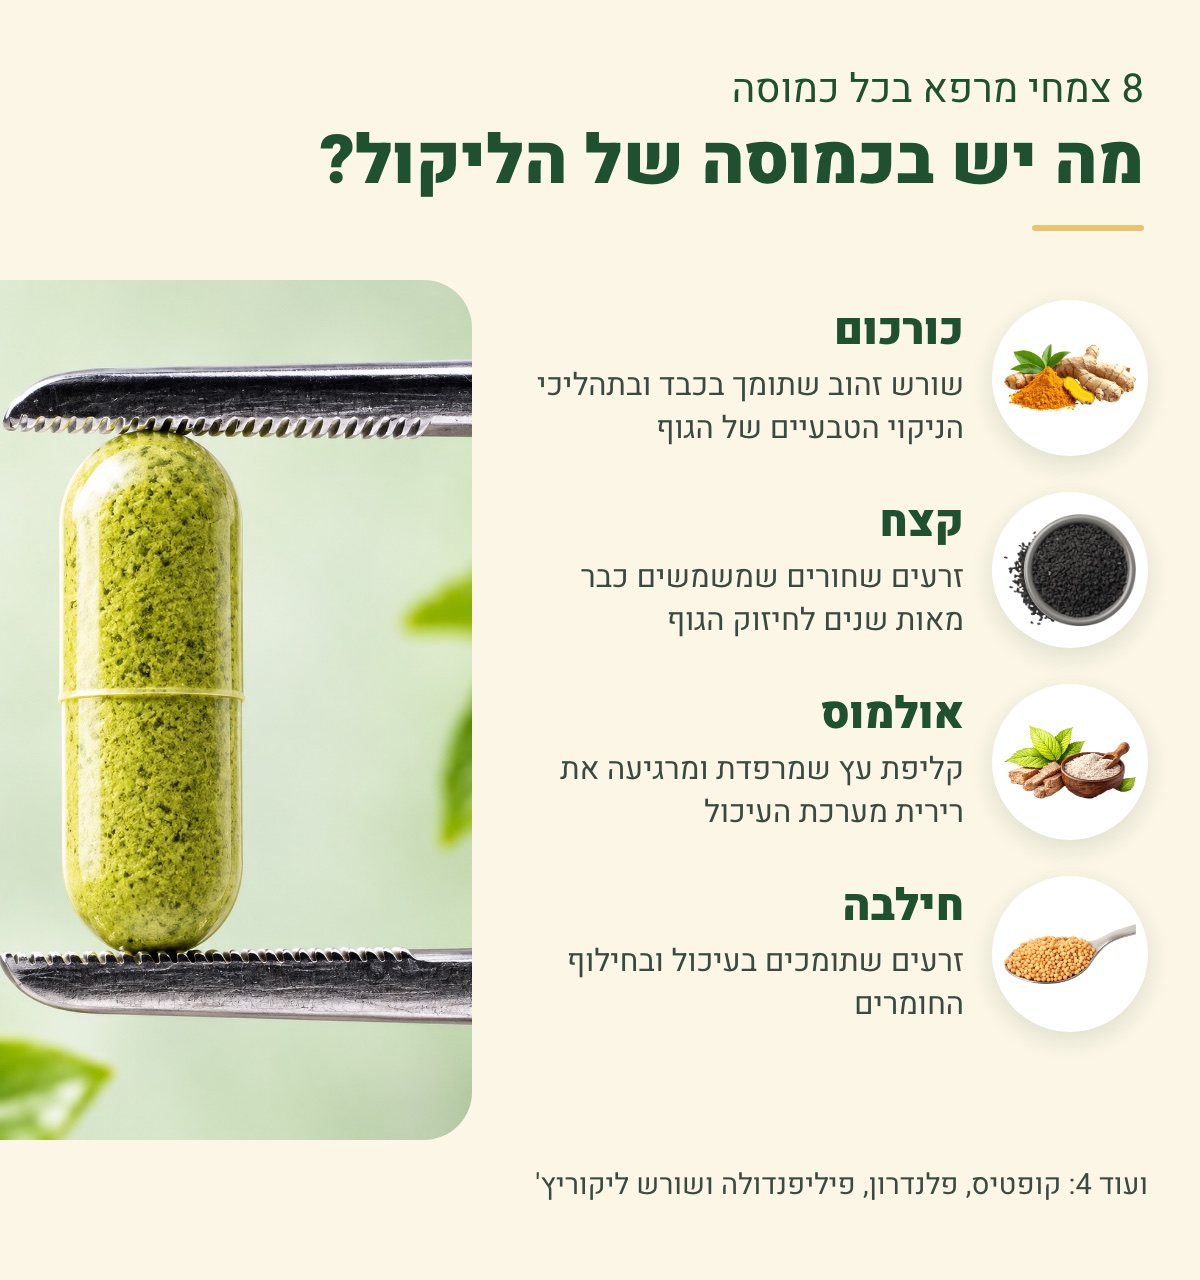 8 צמחי מרפא בכל כמוסה
מה יש בכמוסה של הליקול?
כורכום
שורש זהוב שתומך בכבד ובתהליכי
הניקוי הטבעיים של הגוף
קצח
זרעים שחורים שמשמשים כבר
מאות שנים לחיזוק הגוף
אולמוס
קליפת עץ שמרפדת ומרגיעה את
רירית מערכת העיכול
חילבה
זרעים שתומכים בעיכול ובחילוף
החומרים
ועוד 4: קופטיס, פלנדרון, פיליפנדולה ושורש ליקוריץ'